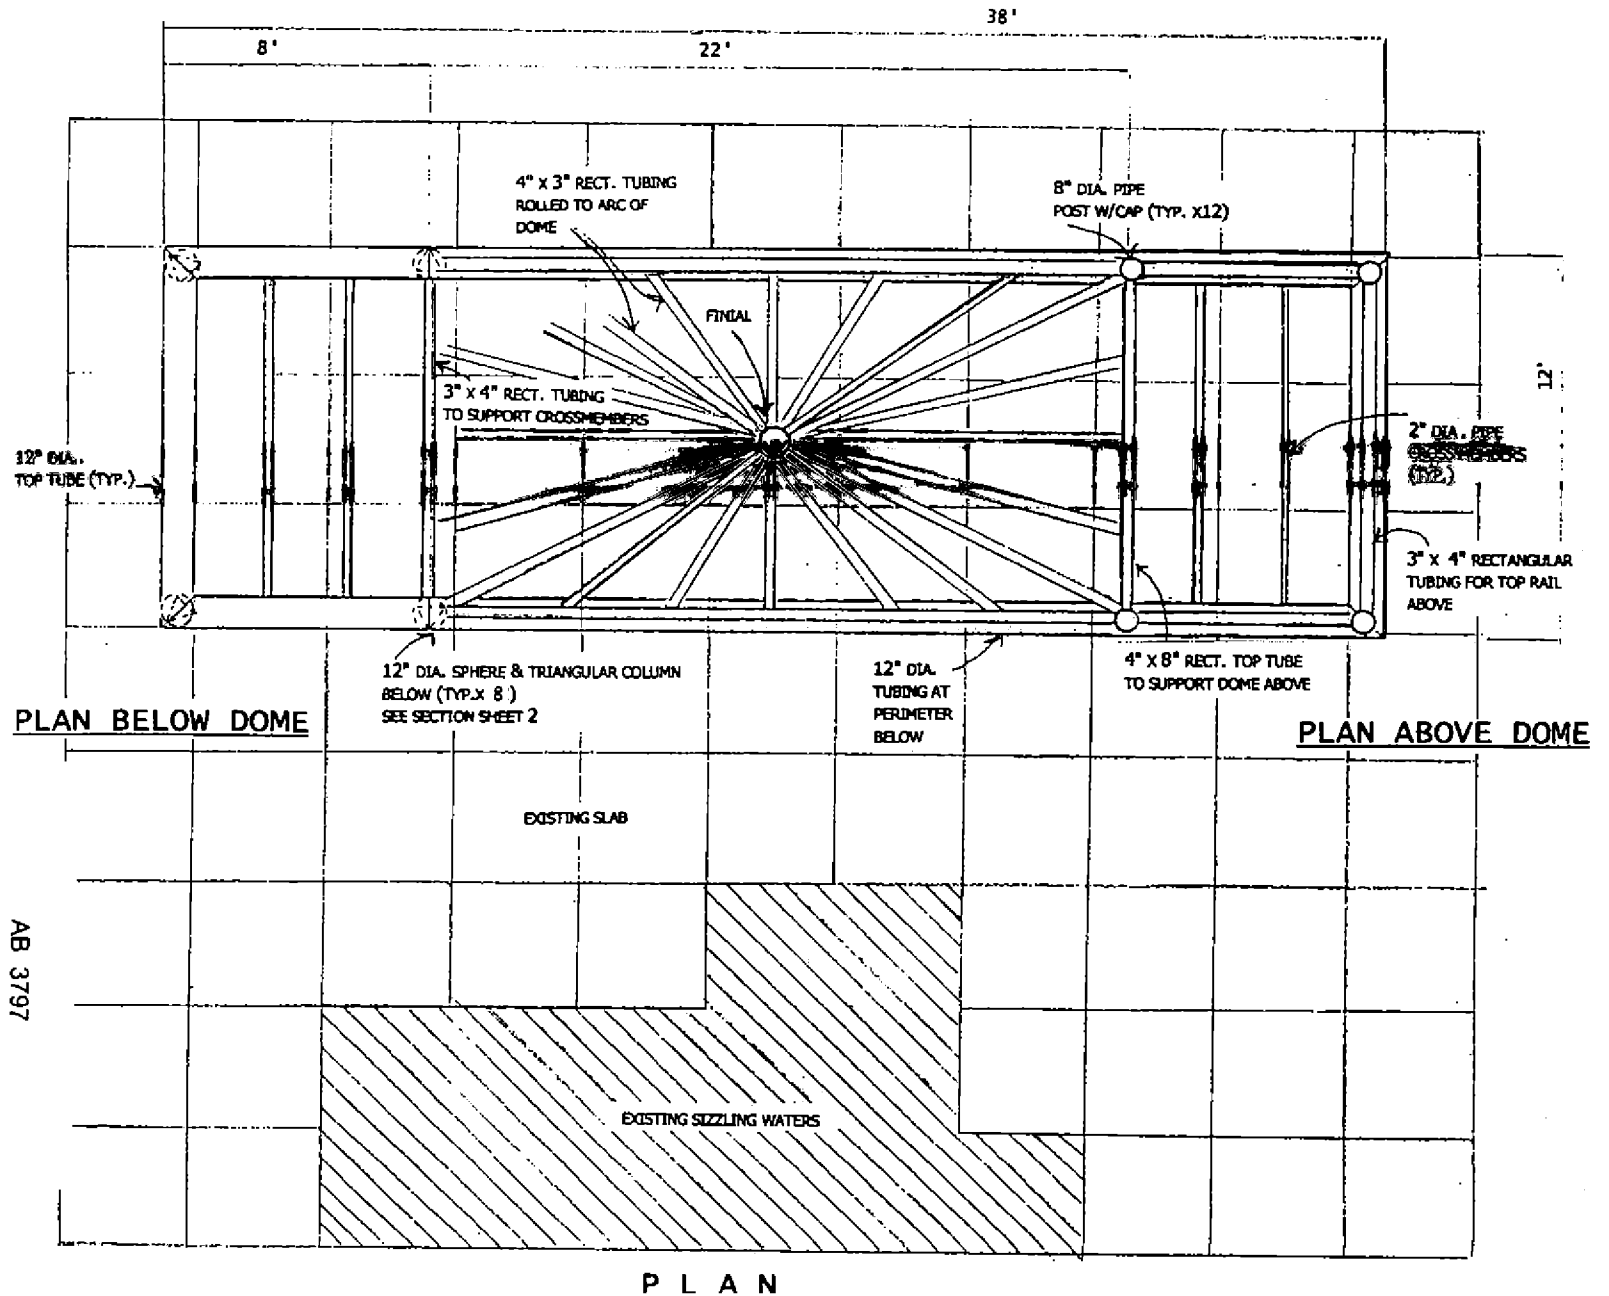 38'
8'
22'
4" X 3" RECT. TUBING
ROLLED TO ARC OF
DOME
8" DIA. PIPE
POST W/CAP (TYP. X12)
FINIAL
12'
3" X 4" RECT. TUBING
TO SUPPORT CROSSMEMBERS
2" DIA. PIPE
CROSSMEMBERS
(TYP.)
12" DIA.
TOP TUBE (TYP.)
3" X 4" RECTANGULAR
TUBING FOR TOP RAIL
ABOVE
12" DIA. SPHERE & TRIANGULAR COLUMN
BELOW (TYP. X 8 )
SEE SECTION SHEET 2
12" DIA.
TUBING AT
PERIMETER
BELOW
4" X 8" RECT. TOP TUBE
TO SUPPORT DOME ABOVE
PLAN BELOW DOME
PLAN ABOVE DOME
EXISTING SLAB
AB 3797
EXISTING SIZZLING WATERS
PLAN